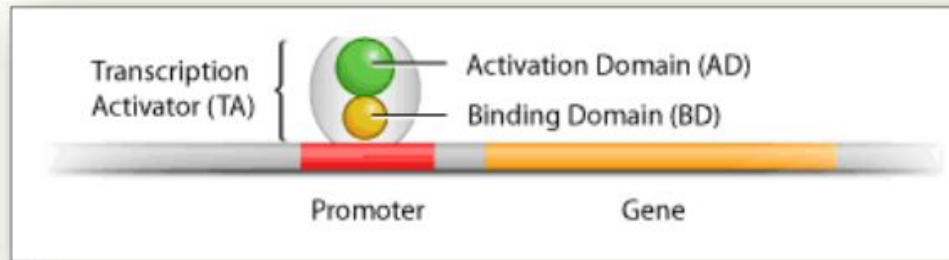 Transcription
Activator (TA)
Activation Domain (AD)
Binding Domain (BD)
Promoter
Gene